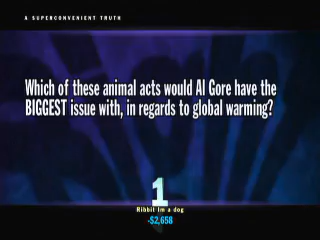 A SUPERCONVENIENT TRUTH
Which of these animal acts would Al Gore have the
BIGGEST issue with, in regards to global warming?
1
Ribbit Im a dog
-$2,658